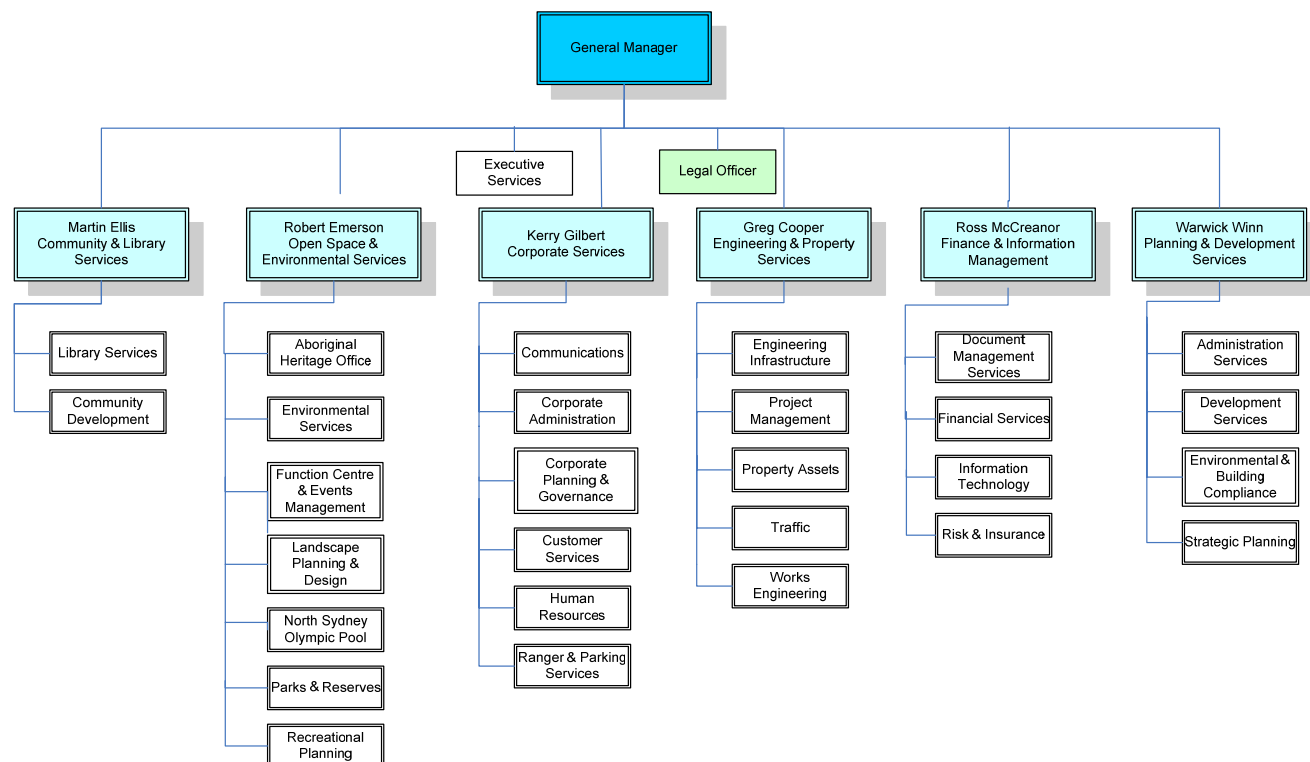 General Manager
Executive
Services
Legal Officer
Martin Ellis
Community & Library
Services
Robert Emerson
Open Space &
Environmental Services
Kerry Gilbert
Corporate Services
Greg Cooper
Engineering & Property
Services
Ross McCreanor
Finance & Information
Management
Warwick Winn
Planning & Development
Services
Library Services
Community
Development
Aboriginal
Heritage Office
Environmental
Services
Function Centre
& Events
Management
Landscape
Planning &
Design
North Sydney
Olympic Pool
Parks & Reserves
Recreational
Planning
Communications
Corporate
Administration
Corporate
Planning &
Governance
Customer
Services
Human
Resources
Ranger & Parking
Services
Engineering
Infrastructure
Project
Management
Property Assets
Traffic
Works
Engineering
Document
Management
Services
Financial Services
Information
Technology
Risk & Insurance
Administration
Services
Development
Services
Environmental &
Building
Compliance
Strategic Planning